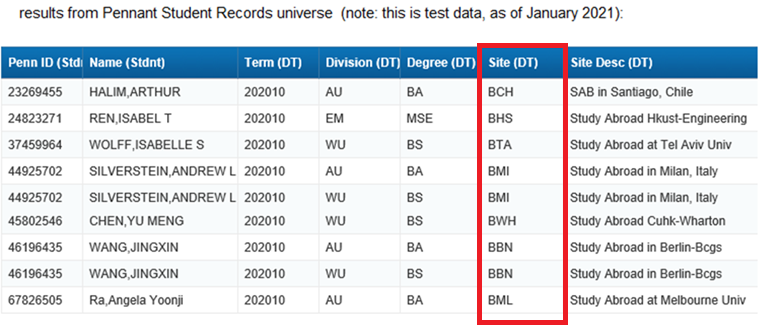 results from Pennant Student Records universe (note: this is test data, as of January 2021):
Penn ID (Stdn Name (Stdnt) Term (DT) Division (DT) Degree (DT) Site (DT) Site Desc (DT)
23269455 HALIM,ARTHUR 202010 AU BA BCH SAB in Santiago, Chile
24823271 REN,ISABEL T 202010 EM MSE BHS Study Abroad Hkust-Engineering
37459964 WOLFF,ISABELLE S 202010 WU BS BTA Study Abroad at Tel Aviv Univ
44925702 SILVERSTEIN,ANDREW L 202010 AU BA BMI Study Abroad in Milan, Italy
44925702 SILVERSTEIN,ANDREW L 202010 WU BS BMI Study Abroad in Milan, Italy
45802546 CHEN,YU MENG 202010 WU BS BWH Study Abroad Cuhk-Wharton
46196435 WANG,JINGXIN 202010 AU BA BBN Study Abroad in Berlin-Bcgs
46196435 WANG,JINGXIN 202010 WU BS BBN Study Abroad in Berlin-Bcgs
67826505 Ra,Angela Yoonji 202010 AU BA BML Study Abroad at Melbourne Univ